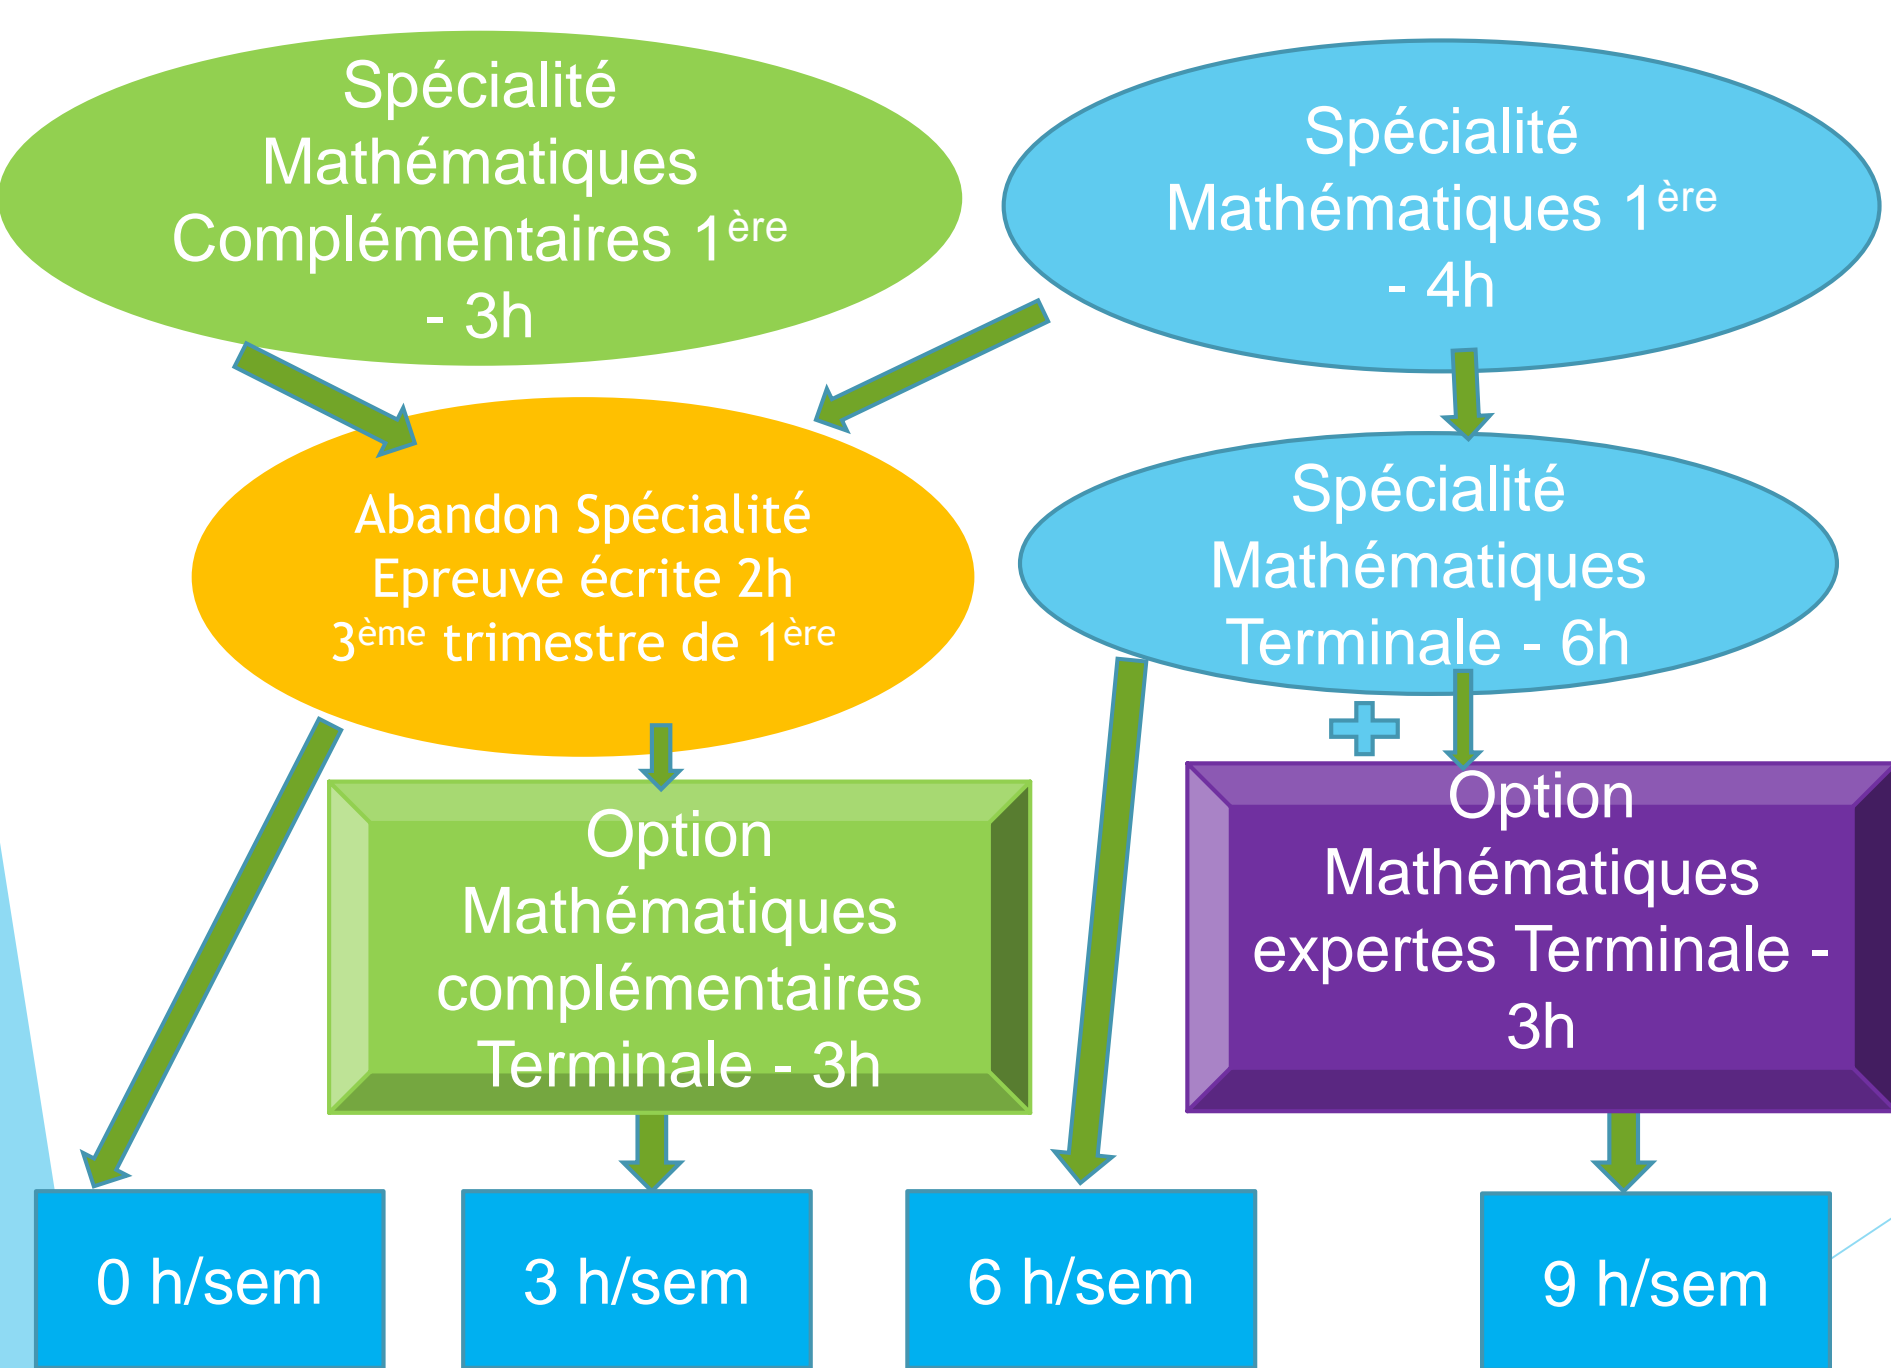 Spécialité
Mathématiques
Complémentaires 1ère
- 3h
Spécialité
Mathématiques 1ère
- 4h
Abandon Spécialité
Epreuve écrite 2h
3ème trimestre de 1ère
Spécialité
Mathématiques
Terminale - 6h
Option
Mathématiques
complémentaires
Terminale - 3h
Option
Mathématiques
expertes Terminale -
3h
0 h/sem
3 h/sem
6 h/sem
9 h/sem